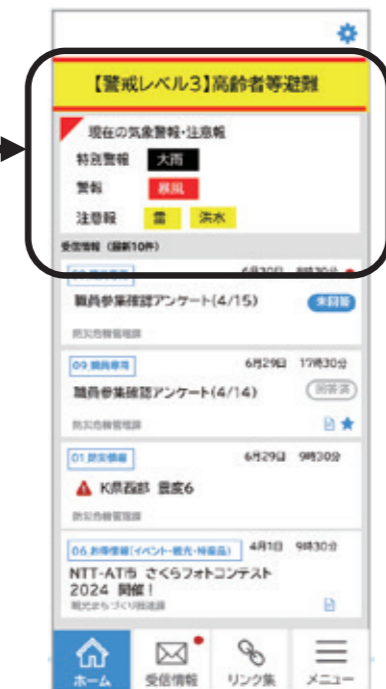 【警戒レベル3】高齢者等避難
現在の気象警報・注意報
特別警報 大雨
警報 暴風
注意報 雷 洪水
受信情報 (最新10件)
6月30日 8時30分
職員参集確認アンケート(4/15) 未回答
防災危機管理課
09 職員専用 6月29日 17時30分
職員参集確認アンケート(4/14) 回答済
防災危機管理課
01 防災情報 6月29日 9時30分
K県西部 震度6
防災危機管理課
06 お得情報(イベント・観光・特産品) 4月1日 9時30分
NTT-AT市 さくらフォトコンテスト
2024 開催!
観光まちづくり推進課
ホーム 受信情報 リンク集 メニュー